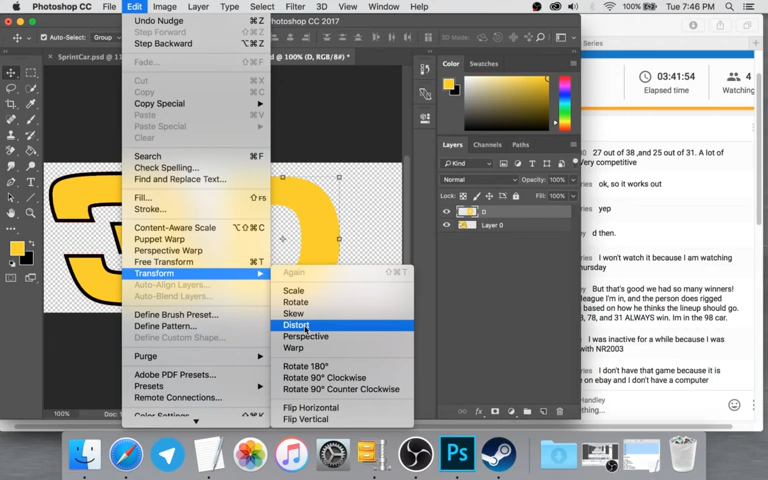 Edit Image Layer Type Select Filter 3D View Window Help 100% Tue 7:46 PM
Photoshop CC 2017
Undo Nudge ⌘Z
Step Forward ⇧⌘Z
Step Backward ⌥⌘Z
Fade... ⇧⌘F
Cut ⌘X
Copy ⌘C
Copy Special
Paste ⌘V
Paste Special
Clear
Search ⌘F
Check Spelling...
Find and Replace Text...
Fill... ⇧F5
Stroke...
Content-Aware Scale ⌥⇧⌘C
Puppet Warp
Perspective Warp
Free Transform ⌘T
Transform
Auto-Align Layers...
Auto-Blend Layers...
Define Brush Preset...
Define Pattern...
Define Custom Shape...
Purge
Adobe PDF Presets...
Presets
Remote Connections...
Color Settings...
Again ⇧⌘T
Scale
Rotate
Skew
Distort
Perspective
Warp
Rotate 180°
Rotate 90° Clockwise
Rotate 90° Counter Clockwise
Flip Horizontal
Flip Vertical
Auto-Select: Group
3D Mode:
SprintCar.psd
@ 100% (D, RGB/8#) *
30
100%
Color Swatches
Layers Channels Paths
Kind
Normal Opacity: 100%
Lock: Fill: 100%
D
Layer 0
fx
Series
03:41:54
Elapsed time
4
Watching
27 out of 38 ,and 25 out of 31. A lot of
Very competitive
ok, so it works out
yep
d then.
I won't watch it because I am watching
hursday
But that's good we had so many winners!
league I'm in, and the person does rigged
based on how he thinks the lineup should go.
8, 78, and 31 ALWAYS win. Im in the 98 car.
I was inactive for a while because I was
with NR2003
I don't have that game because it is
e on ebay and I don't have a computer
Handley
thing...
Ps